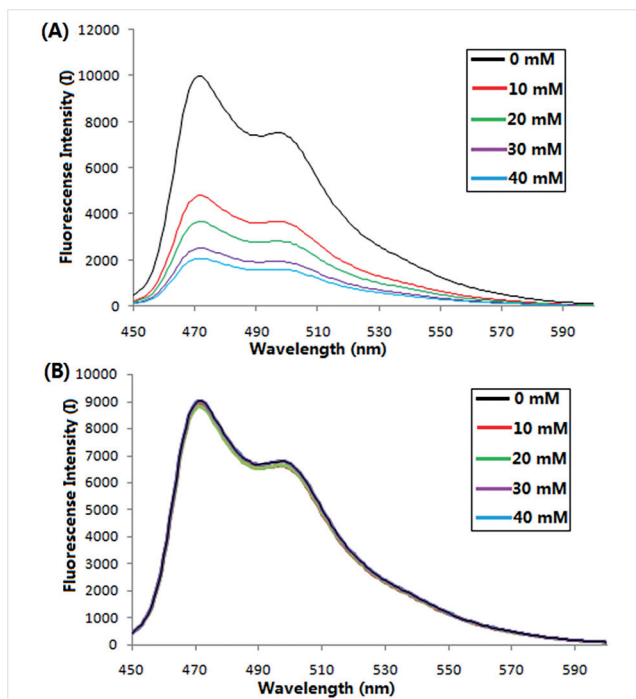 (A)
12000
10000
8000
6000
4000
2000
0
Fluorescense Intensity (I)
0 mM
10 mM
20 mM
30 mM
40 mM
450 470 490 510 530 550 570 590
Wavelength (nm)
(B)
10000
9000
8000
7000
6000
5000
4000
3000
2000
1000
0
Fluorescense Intensity (I)
0 mM
10 mM
20 mM
30 mM
40 mM
450 470 490 510 530 550 570 590
Wavelength (nm)